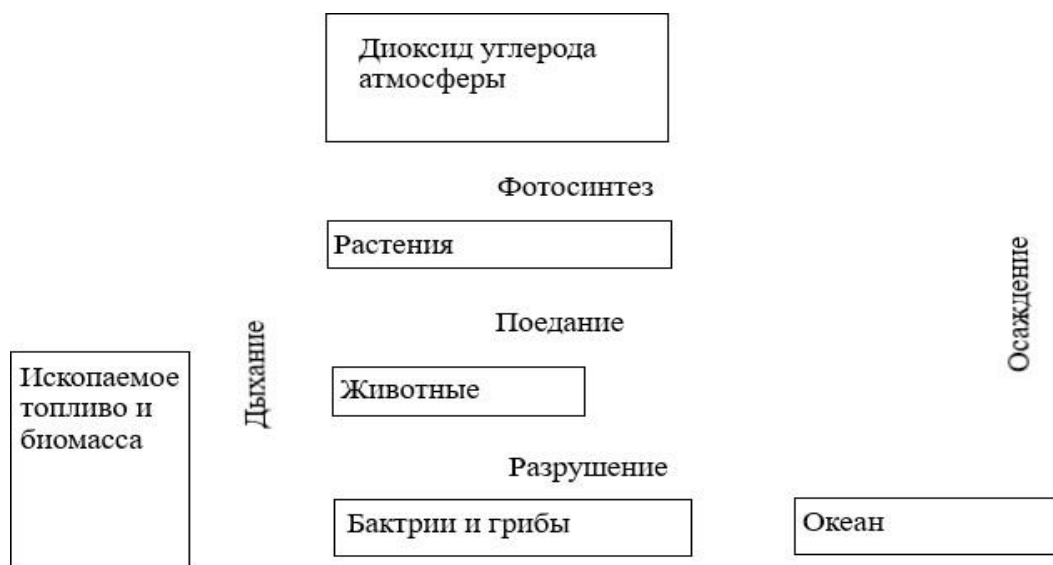 Диоксид углерода
атмосферы
Фотосинтез
Растения
Поедание
Животные
Разрушение
Бактрии и грибы
Дыхание
Ископаемое
топливо и
биомасса
Осаждение
Океан